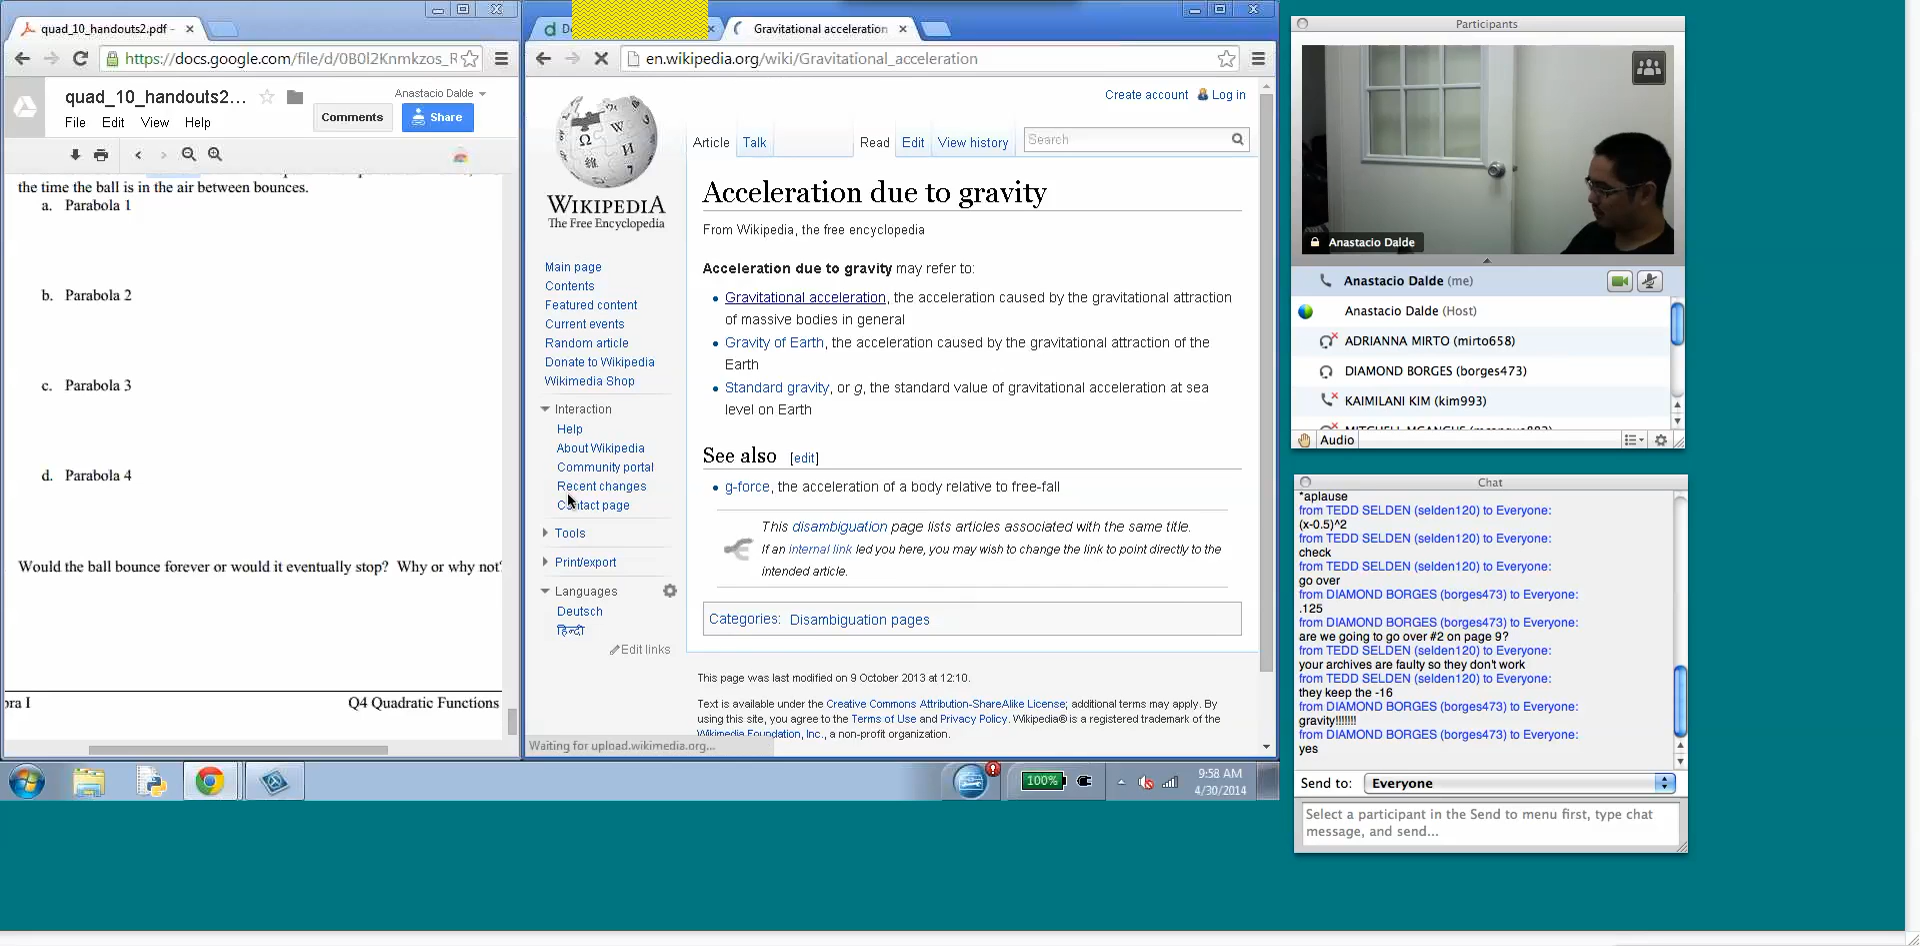 quad_10_handouts2.pdf -
https://docs.google.com/file/d/0B0l2Knmkzos_R
quad_10_handouts2...
Anastacio Dalde
File Edit View Help
Comments
Share
the time the ball is in the air between bounces.
a. Parabola 1
b. Parabola 2
c. Parabola 3
d. Parabola 4
Would the ball bounce forever or would it eventually stop? Why or why not?
bra I
Q4 Quadratic Functions
Gravitational acceleration
en.wikipedia.org/wiki/Gravitational_acceleration
Create account Log in
Article Talk Read Edit View history Search
WIKIPEDIA
The Free Encyclopedia
Main page
Contents
Featured content
Current events
Random article
Donate to Wikipedia
Wikimedia Shop
Interaction
Help
About Wikipedia
Community portal
Recent changes
Contact page
Tools
Print/export
Languages
Deutsch
हिन्दी
Edit links
Acceleration due to gravity
From Wikipedia, the free encyclopedia
Acceleration due to gravity may refer to:
Gravitational acceleration, the acceleration caused by the gravitational attraction
of massive bodies in general
Gravity of Earth, the acceleration caused by the gravitational attraction of the
Earth
Standard gravity, or g, the standard value of gravitational acceleration at sea
level on Earth
See also [edit]
g-force, the acceleration of a body relative to free-fall
This disambiguation page lists articles associated with the same title.
If an internal link led you here, you may wish to change the link to point directly to the
intended article.
Categories: Disambiguation pages
This page was last modified on 9 October 2013 at 12:10.
Text is available under the Creative Commons Attribution-ShareAlike License; additional terms may apply. By
using this site, you agree to the Terms of Use and Privacy Policy. Wikipedia® is a registered trademark of the
Wikimedia Foundation, Inc., a non-profit organization.
Waiting for upload.wikimedia.org...
100%
9:58 AM
4/30/2014
Participants
Anastacio Dalde
Anastacio Dalde (me)
Anastacio Dalde (Host)
ADRIANNA MIRTO (mirto658)
DIAMOND BORGES (borges473)
KAIMILANI KIM (kim993)
Audio
Chat
*aplause
from TEDD SELDEN (selden120) to Everyone:
(x-0.5)^2
from TEDD SELDEN (selden120) to Everyone:
check
from TEDD SELDEN (selden120) to Everyone:
go over
from DIAMOND BORGES (borges473) to Everyone:
.125
from DIAMOND BORGES (borges473) to Everyone:
are we going to go over #2 on page 9?
from TEDD SELDEN (selden120) to Everyone:
your archives are faulty so they don't work
from TEDD SELDEN (selden120) to Everyone:
they keep the -16
from DIAMOND BORGES (borges473) to Everyone:
gravity!!!!!!!
from DIAMOND BORGES (borges473) to Everyone:
yes
Send to: Everyone
Select a participant in the Send to menu first, type chat
message, and send...